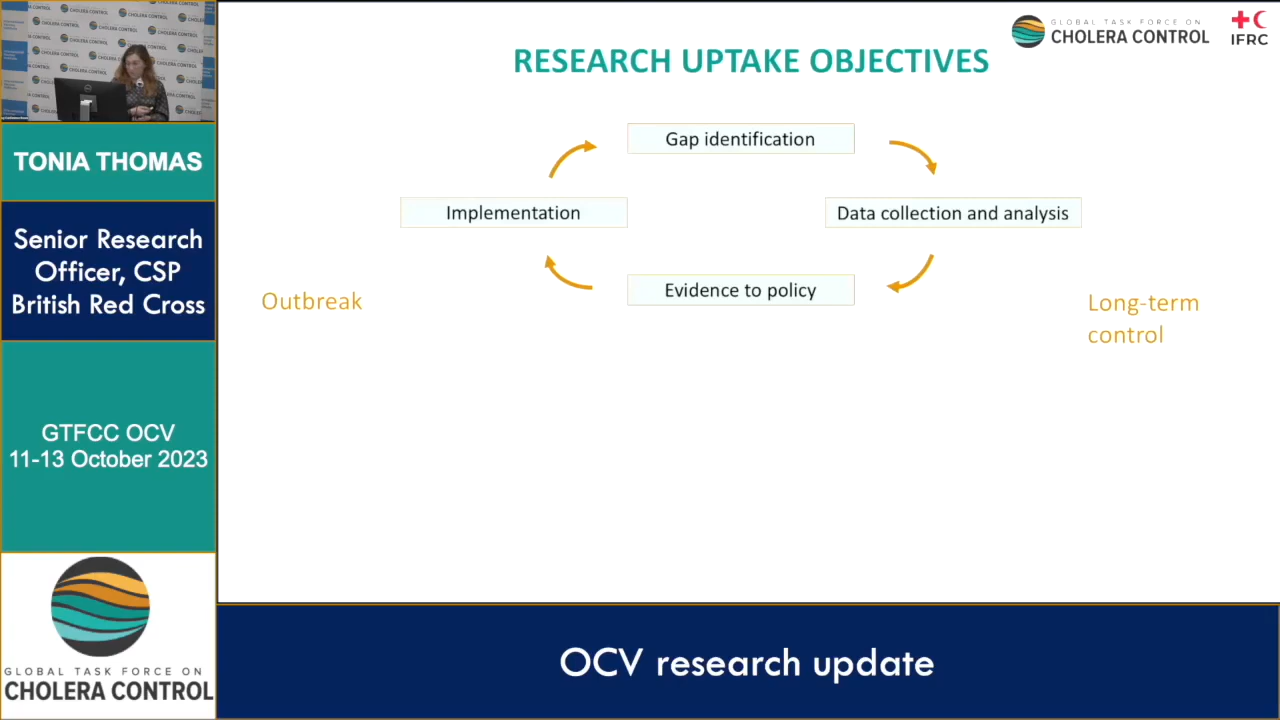 TONIA THOMAS
Senior Research
Officer, CSP
British Red Cross
GTFCC OCV
11-13 October 2023
GLOBAL TASK FORCE ON
CHOLERA CONTROL
RESEARCH UPTAKE OBJECTIVES
GLOBAL TASK FORCE ON
CHOLERA CONTROL
IFRC
Gap identification
Implementation
Data collection and analysis
Evidence to policy
Outbreak
Long-term
control
OCV research update